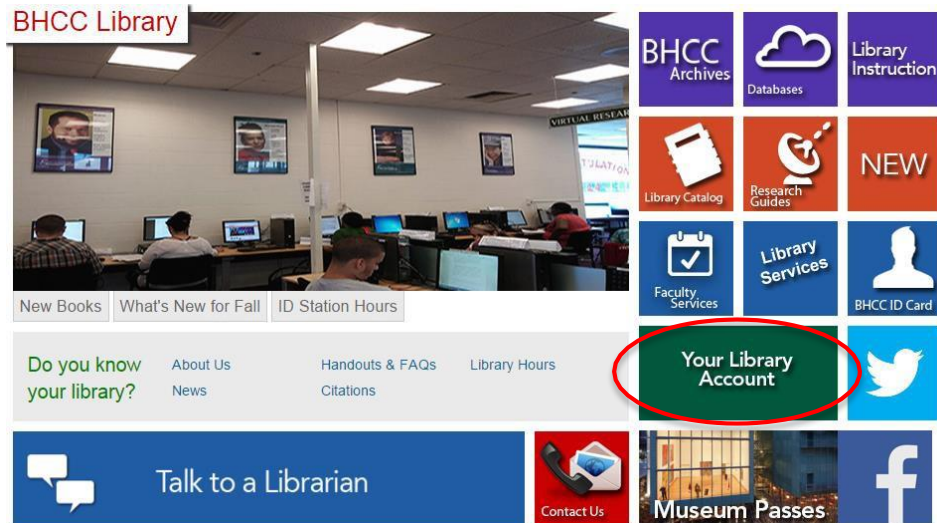 BHCC Library
VIRTUAL RESEAR
BHCC
Archives
Databases
Library
Instruction
Library Catalog
Research
Guides
NEW
Faculty
Services
Library
Services
BHCC ID Card
New Books
What's New for Fall
ID Station Hours
Do you know
your library?
About Us
Handouts & FAQs
Library Hours
News
Citations
Your Library
Account
Talk to a Librarian
Contact Us
Museum Passes
f